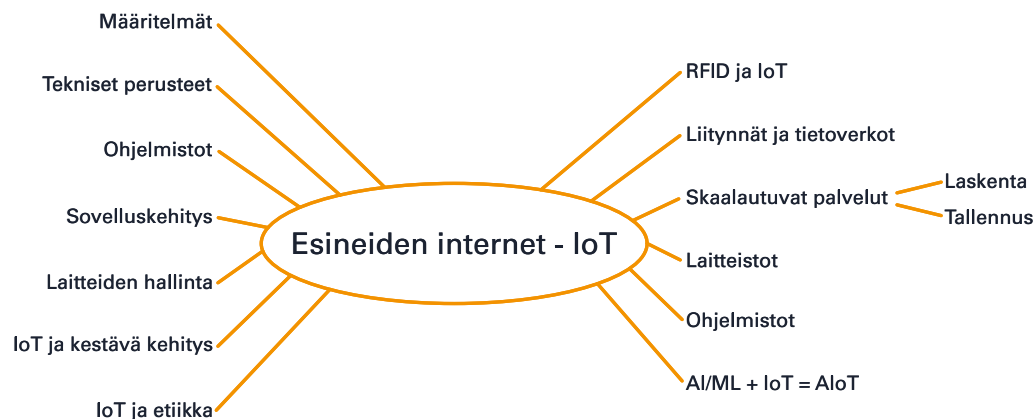 Määritelmät
Tekniset perusteet
Ohjelmistot
Sovelluskehitys
Laitteiden hallinta
IoT ja kestävä kehitys
IoT ja etiikka
Esineiden internet - IoT
RFID ja IoT
Liitynnät ja tietoverkot
Skaalautuvat palvelut
Laskenta
Tallennus
Laitteistot
Ohjelmistot
AI/ML + IoT = AIoT